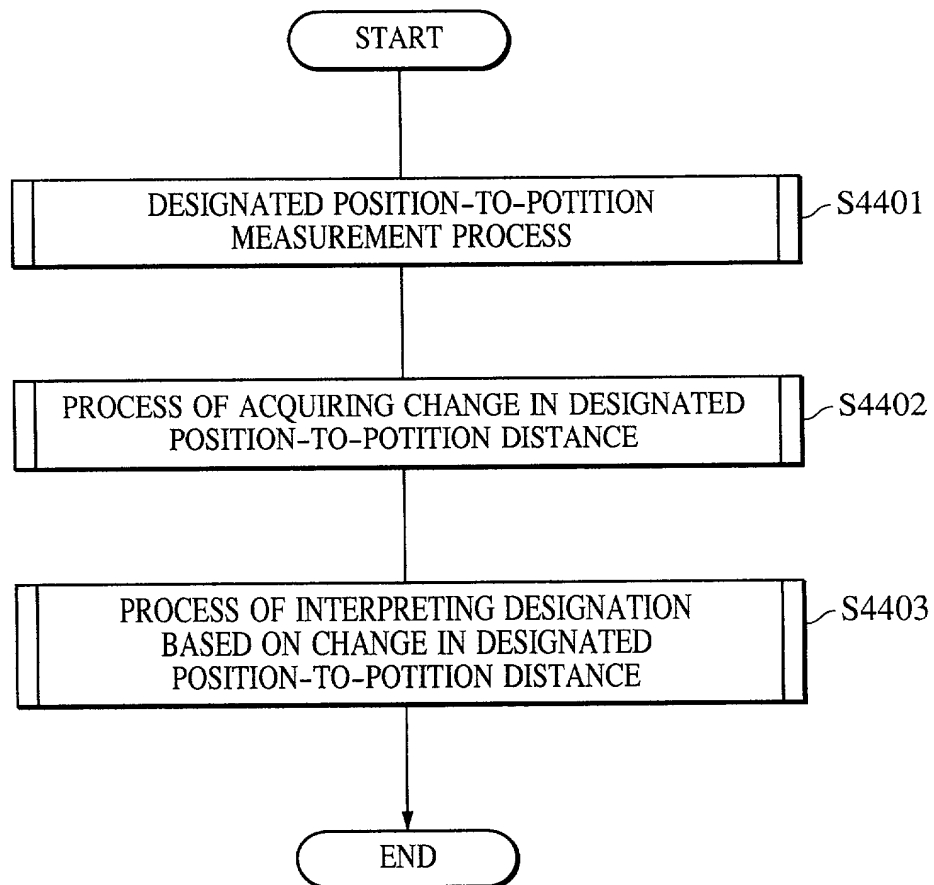 START
DESIGNATED POSITION-TO-POTITION
MEASUREMENT PROCESS
S4401
PROCESS OF ACQUIRING CHANGE IN DESIGNATED
POSITION-TO-POTITION DISTANCE
S4402
PROCESS OF INTERPRETING DESIGNATION
BASED ON CHANGE IN DESIGNATED
POSITION-TO-POTITION DISTANCE
S4403
END